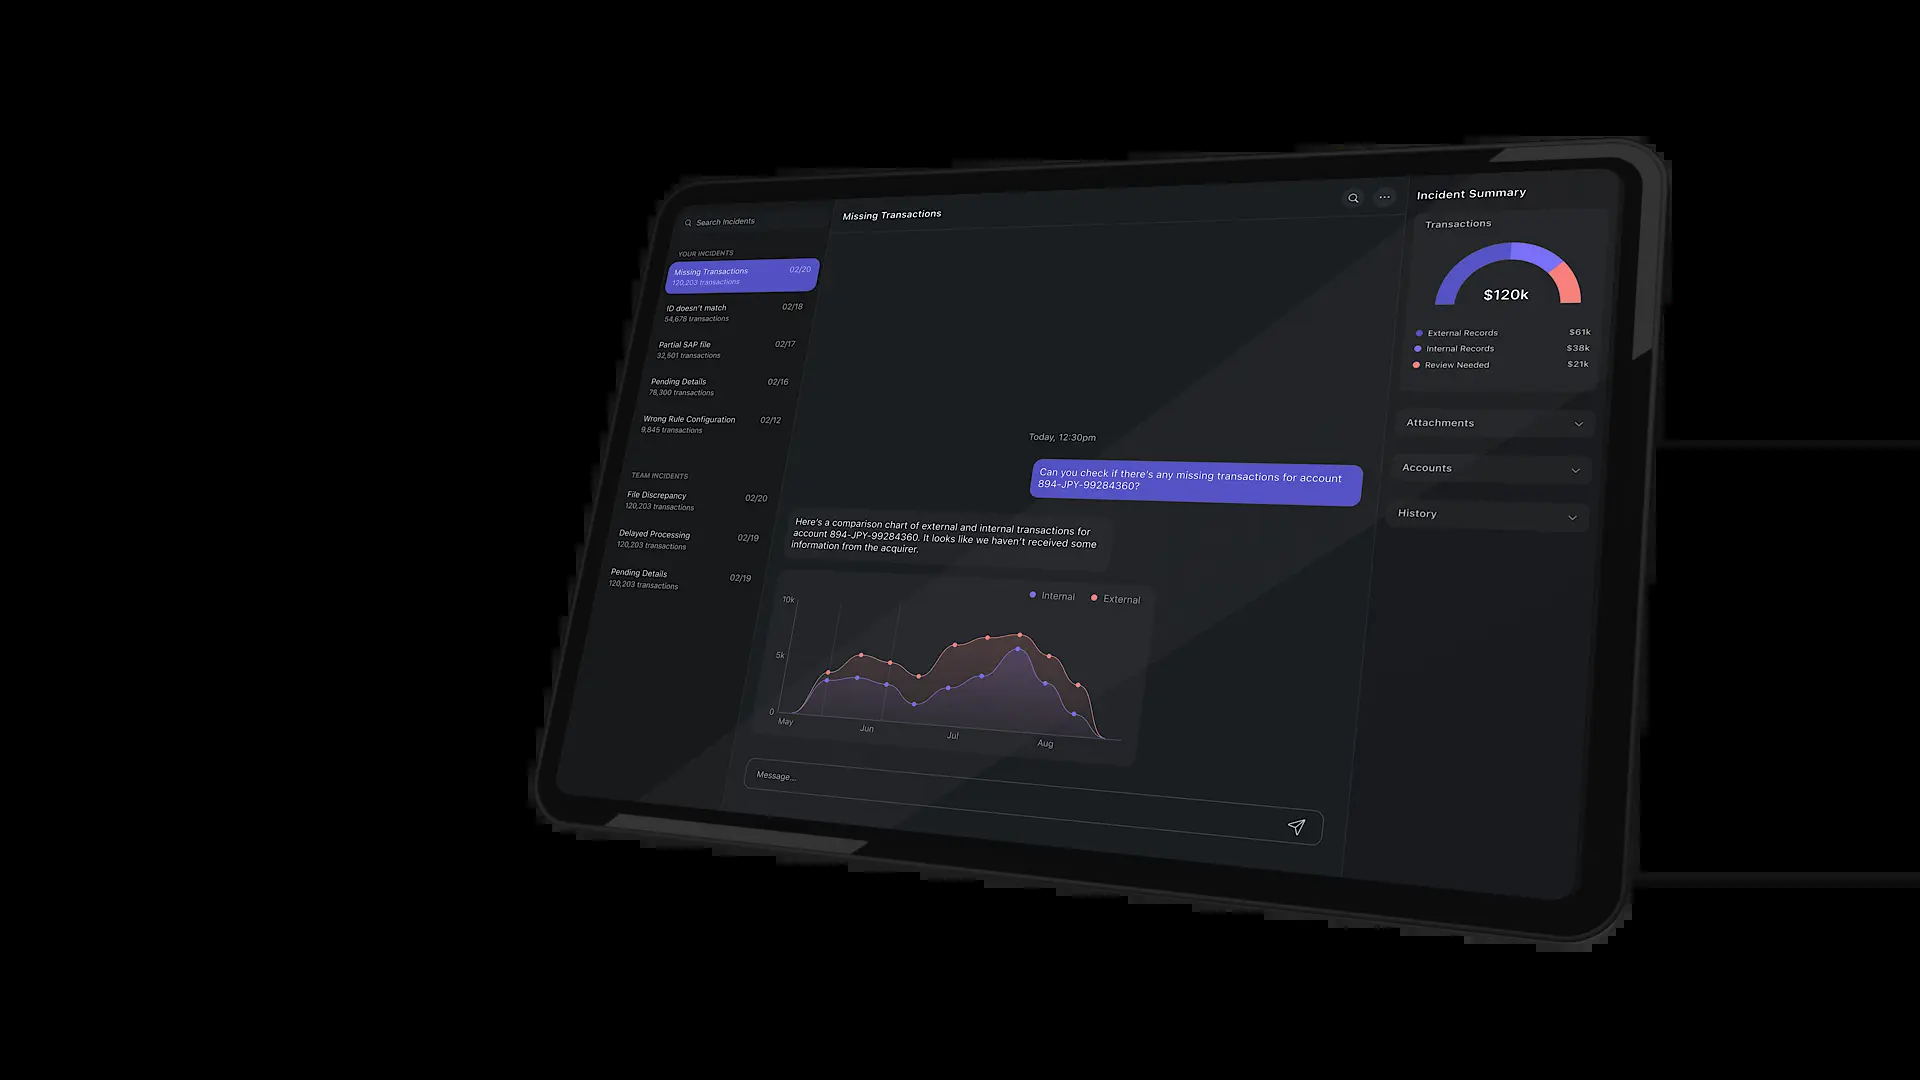 Search Incidents
YOUR INCIDENTS
Missing Transactions 02/20
120,203 transactions
ID doesn't match 02/18
54,678 transactions
Partial SAP file 02/17
32,501 transactions
Pending Details 02/16
78,300 transactions
Wrong Rule Configuration 02/12
9,845 transactions
TEAM INCIDENTS
File Discrepancy 02/20
120,203 transactions
Delayed Processing 02/19
120,203 transactions
Pending Details 02/19
120,203 transactions
Missing Transactions
Today, 12:30pm
Can you check if there's any missing transactions for account
894-JPY-99284360?
Here's a comparison chart of external and internal transactions for
account 894-JPY-99284360. It looks like we haven't received some
information from the acquirer.
Internal External
10k
5k
0
May Jun Jul Aug
Message...
Incident Summary
Transactions
$120k
External Records $61k
Internal Records $38k
Review Needed $21k
Attachments
Accounts
History